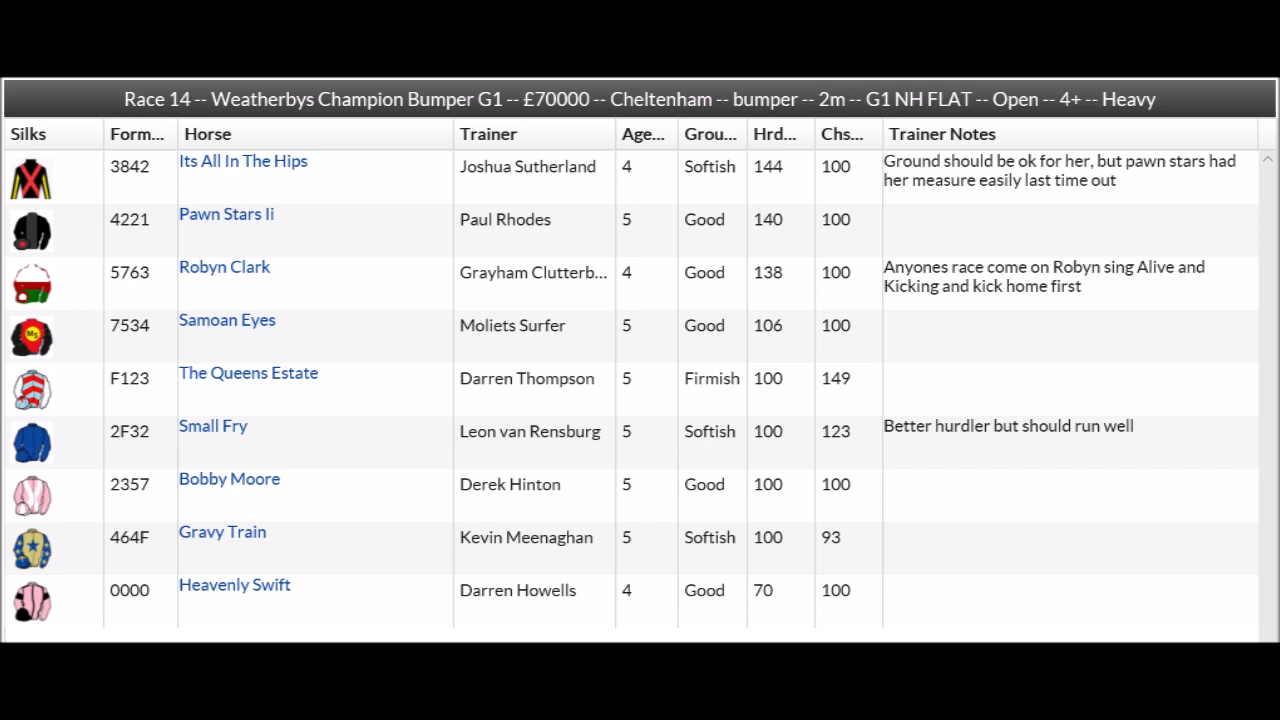 Race 14 -- Weatherbys Champion Bumper G1 -- £70000 -- Cheltenham -- bumper -- 2m -- G1 NH FLAT -- Open -- 4+ -- Heavy
Silks Form... Horse Trainer Age... Grou... Hrd... Chs... Trainer Notes
3842 Its All In The Hips Joshua Sutherland 4 Softish 144 100 Ground should be ok for her, but pawn stars had
her measure easily last time out
4221 Pawn Stars Ii Paul Rhodes 5 Good 140 100
5763 Robyn Clark Grayham Clutterb... 4 Good 138 100 Anyones race come on Robyn sing Alive and
Kicking and kick home first
MS 7534 Samoan Eyes Moliets Surfer 5 Good 106 100
F123 The Queens Estate Darren Thompson 5 Firmish 100 149
2F32 Small Fry Leon van Rensburg 5 Softish 100 123 Better hurdler but should run well
2357 Bobby Moore Derek Hinton 5 Good 100 100
464F Gravy Train Kevin Meenaghan 5 Softish 100 93
0000 Heavenly Swift Darren Howells 4 Good 70 100